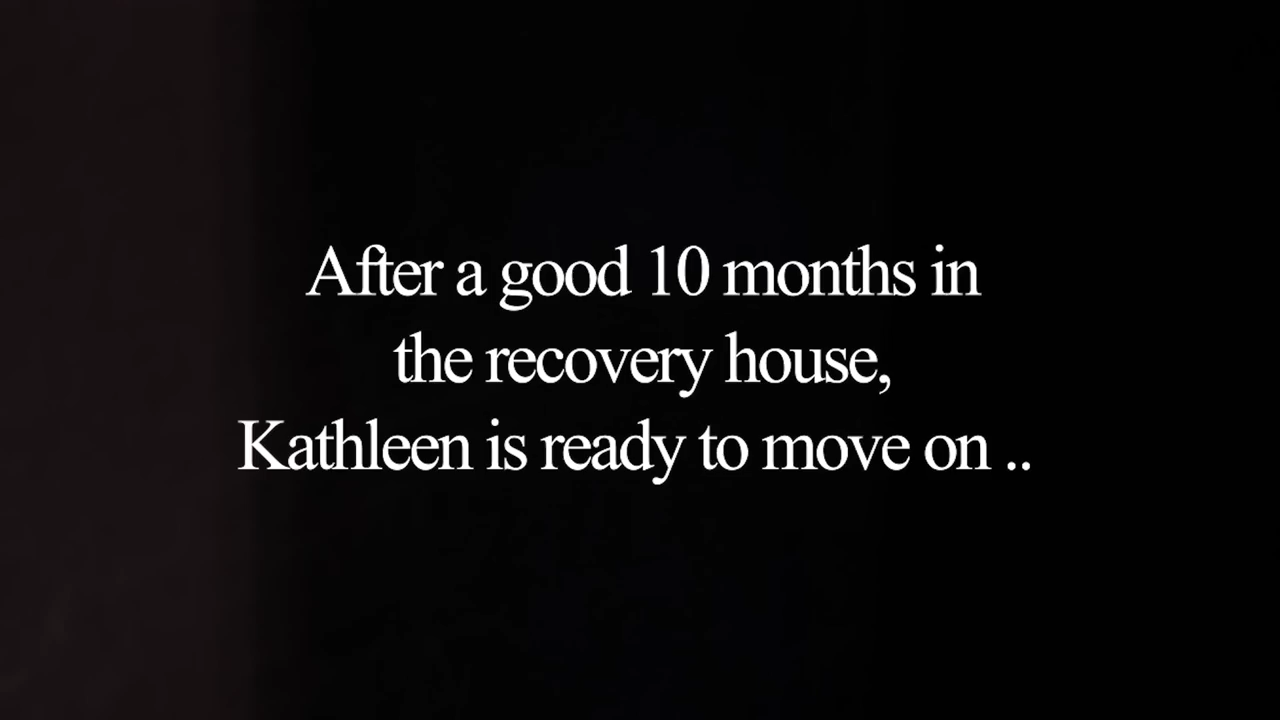 After a good 10 months in
the recovery house,
Kathleen is ready to move on ..